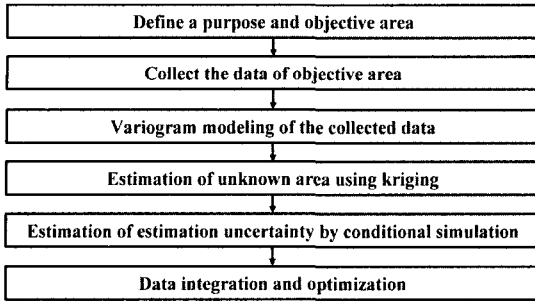 Define a purpose and objective area
Collect the data of objective area
Variogram modeling of the collected data
Estimation of unknown area using kriging
Estimation of estimation uncertainty by conditional simulation
Data integration and optimization